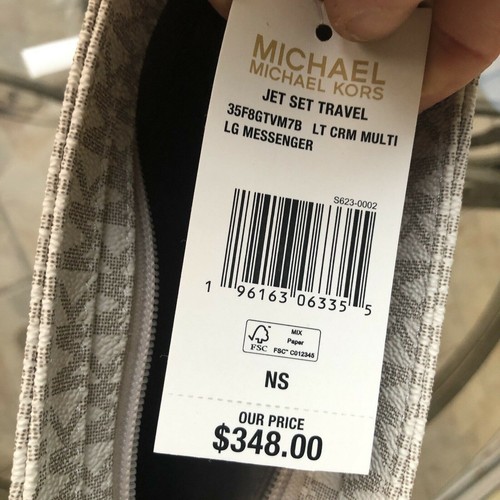 MICHAEL
MICHAEL KORS
JET SET TRAVEL
35F8GTVM7B LT CRM MULTI
LG MESSENGER
S623-0002
1 96163 06335 5
FSC
MIX
Paper
FSC™ C012345
NS
OUR PRICE
$348.00